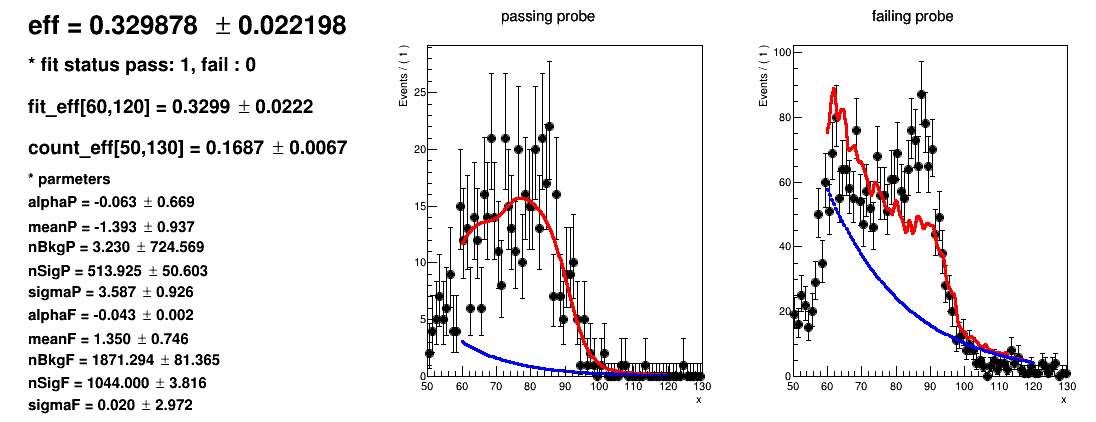 eff = 0.329878 ± 0.022198
* fit status pass: 1, fail : 0
fit_eff[60,120] = 0.3299 ± 0.0222
count_eff[50,130] = 0.1687 ± 0.0067
* parmeters
alphaP = -0.063 ± 0.669
meanP = -1.393 ± 0.937
nBkgP = 3.230 ± 724.569
nSigP = 513.925 ± 50.603
sigmaP = 3.587 ± 0.926
alphaF = -0.043 ± 0.002
meanF = 1.350 ± 0.746
nBkgF = 1871.294 ± 81.365
nSigF = 1044.000 ± 3.816
sigmaF = 0.020 ± 2.972
passing probe
Events / ( 1 )
25
20
15
10
5
0
50 60 70 80 90 100 110 120 130
x
failing probe
Events / ( 1 )
100
80
60
40
20
0
50 60 70 80 90 100 110 120 130
x